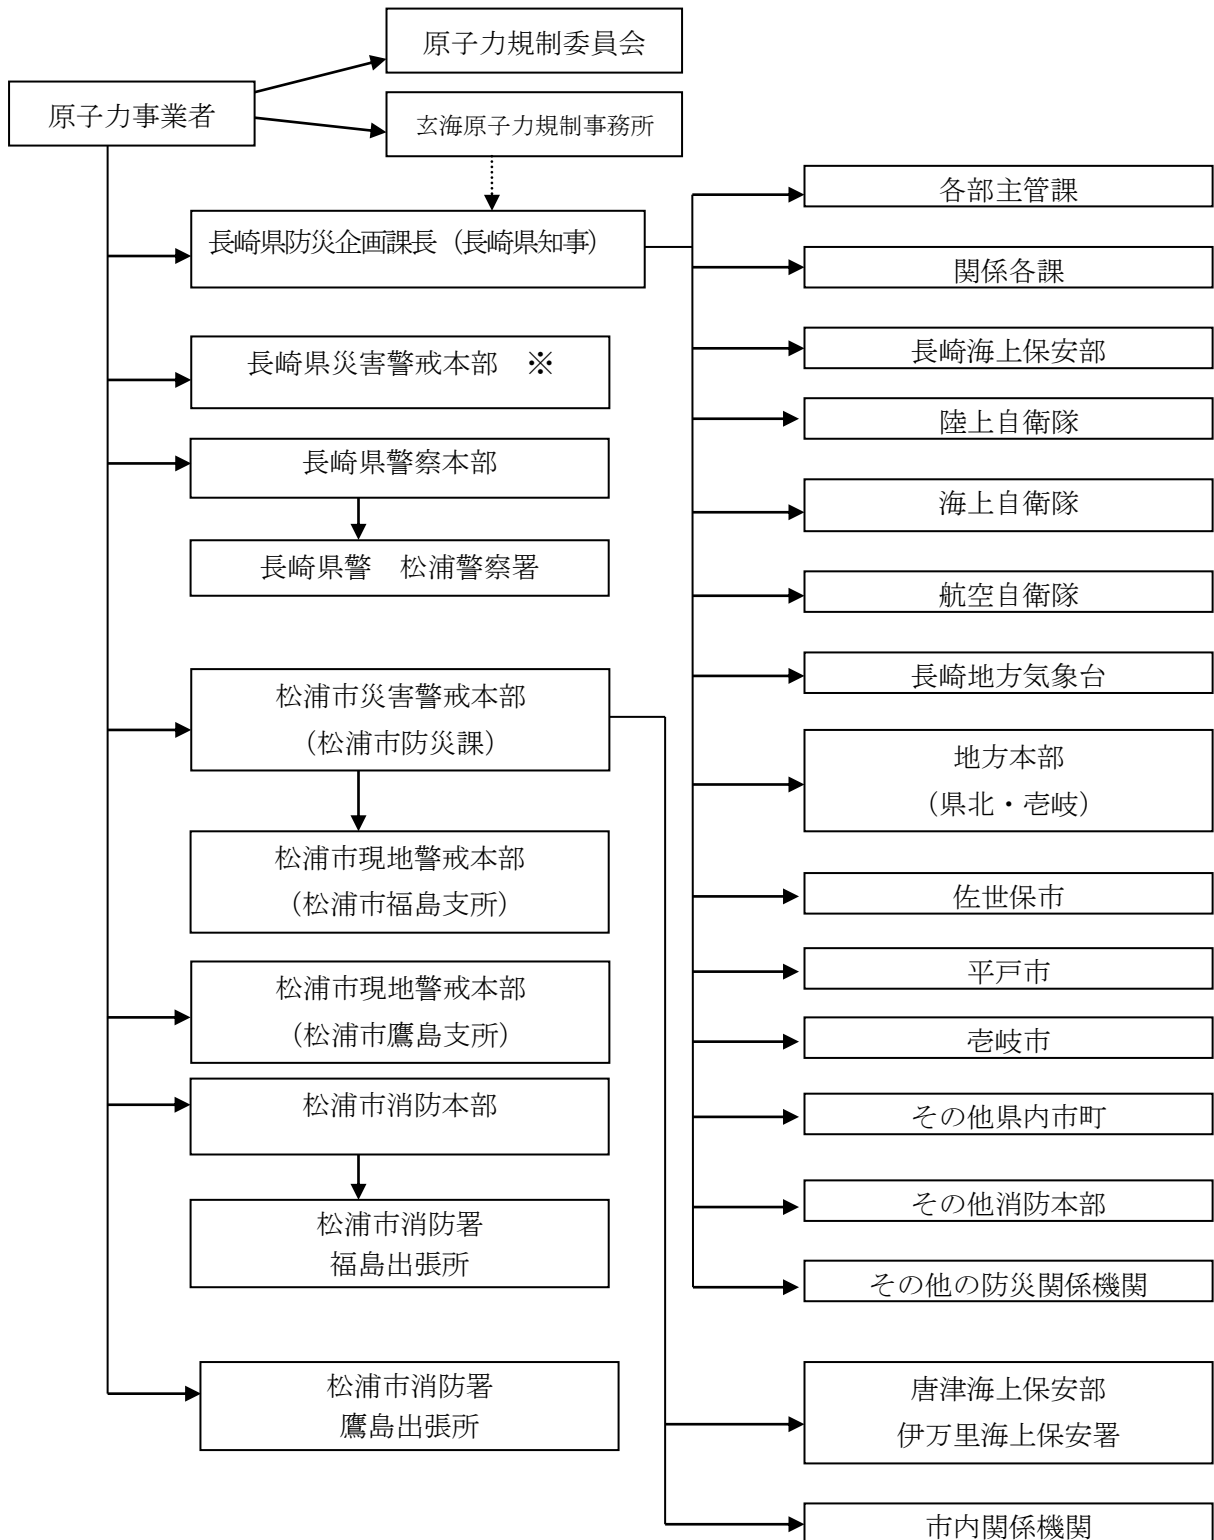 原子力規制委員会
原子力事業者
玄海原子力規制事務所
長崎県防災企画課長（長崎県知事）
長崎県災害警戒本部　※
長崎県警察本部
長崎県警　松浦警察署
松浦市災害警戒本部
（松浦市防災課）
松浦市現地警戒本部
（松浦市福島支所）
松浦市現地警戒本部
（松浦市鷹島支所）
松浦市消防本部
松浦市消防署
福島出張所
松浦市消防署
鷹島出張所
各部主管課
関係各課
長崎海上保安部
陸上自衛隊
海上自衛隊
航空自衛隊
長崎地方気象台
地方本部
（県北・壱岐）
佐世保市
平戸市
壱岐市
その他県内市町
その他消防本部
その他の防災関係機関
唐津海上保安部
伊万里海上保安署
市内関係機関